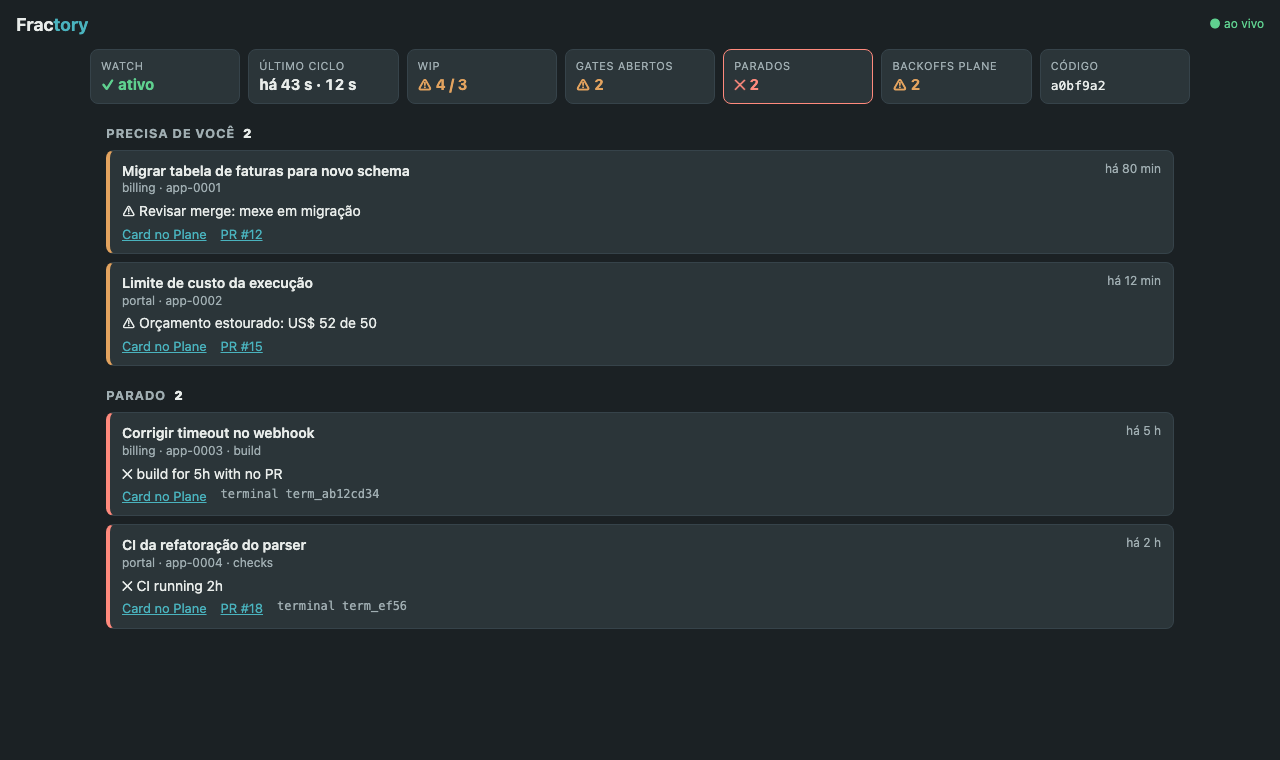 Fractory
ao vivo
WATCH
ativo
ÚLTIMO CICLO
há 43 s · 12 s
WIP
4 / 3
GATES ABERTOS
2
PARADOS
2
BACKOFFS PLANE
2
CÓDIGO
a0bf9a2
PRECISA DE VOCÊ 2
Migrar tabela de faturas para novo schema
há 80 min
billing · app-0001
Revisar merge: mexe em migração
Card no Plane PR #12
Limite de custo da execução
há 12 min
portal · app-0002
Orçamento estourado: US$ 52 de 50
Card no Plane PR #15
PARADO 2
Corrigir timeout no webhook
há 5 h
billing · app-0003 · build
build for 5h with no PR
Card no Plane terminal term_ab12cd34
CI da refatoração do parser
há 2 h
portal · app-0004 · checks
CI running 2h
Card no Plane PR #18 terminal term_ef56